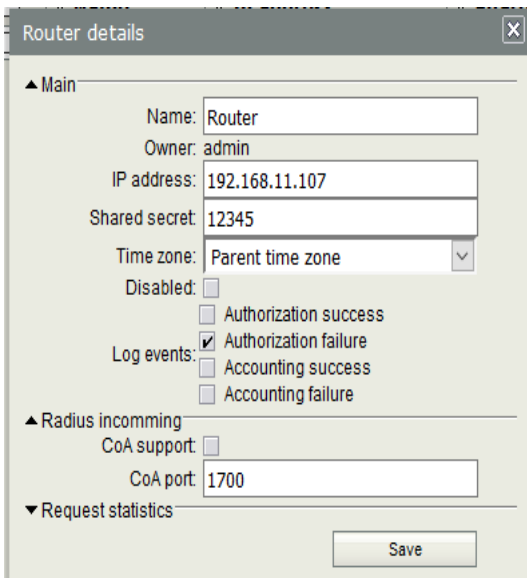 Router details
Main
Name: Router
Owner: admin
IP address: 192.168.11.107
Shared secret: 12345
Time zone: Parent time zone
Disabled:
Authorization success
Log events: Authorization failure
Accounting success
Accounting failure
Radius incomming
CoA support:
CoA port: 1700
Request statistics
Save